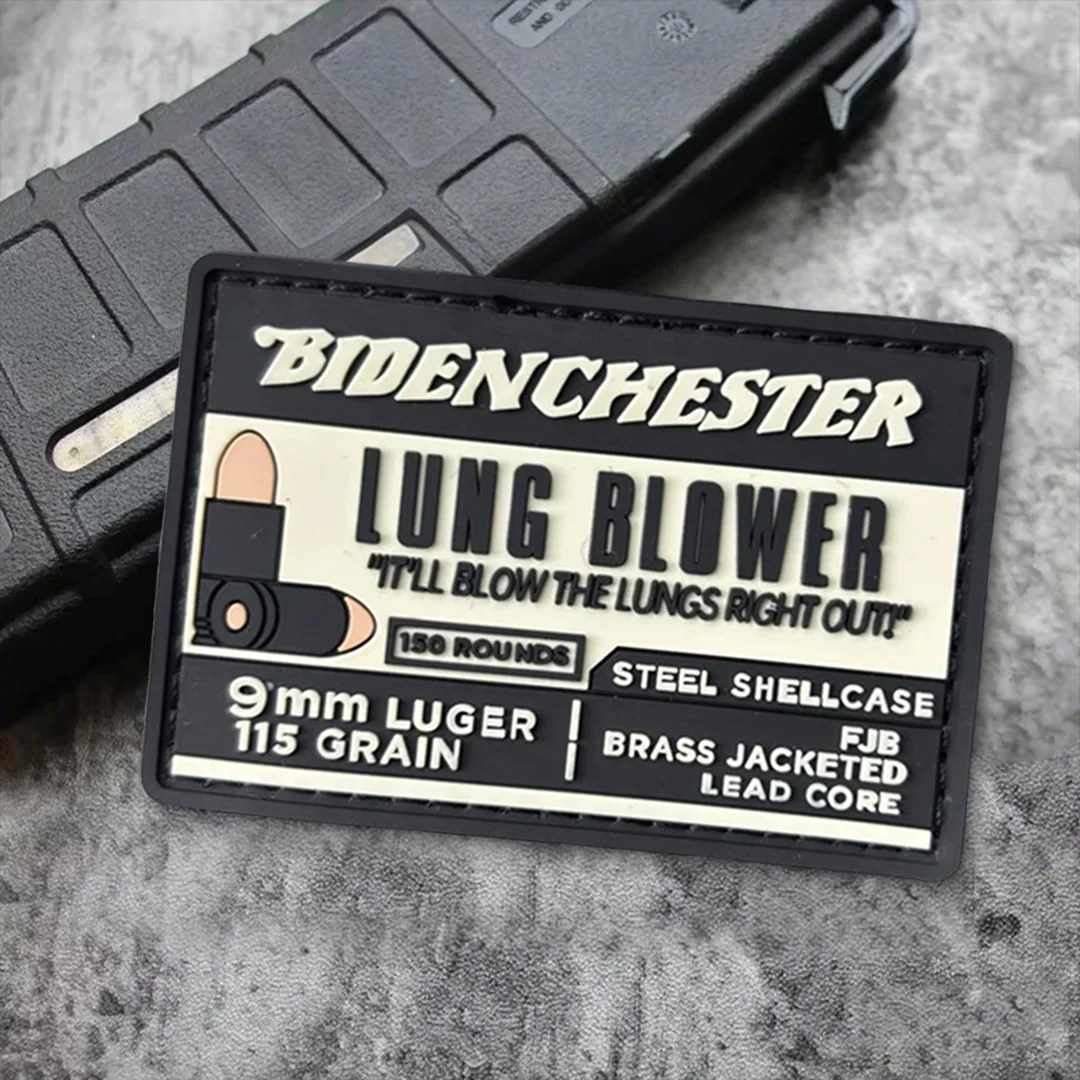 AND
BIDENCHESTER
LUNG BLOWER
"IT'LL BLOW THE LUNGS RIGHT OUT!"
150 ROUNDS
STEEL SHELLCASE
9mm LUGER
115 GRAIN
FJB
BRASS JACKETED
LEAD CORE